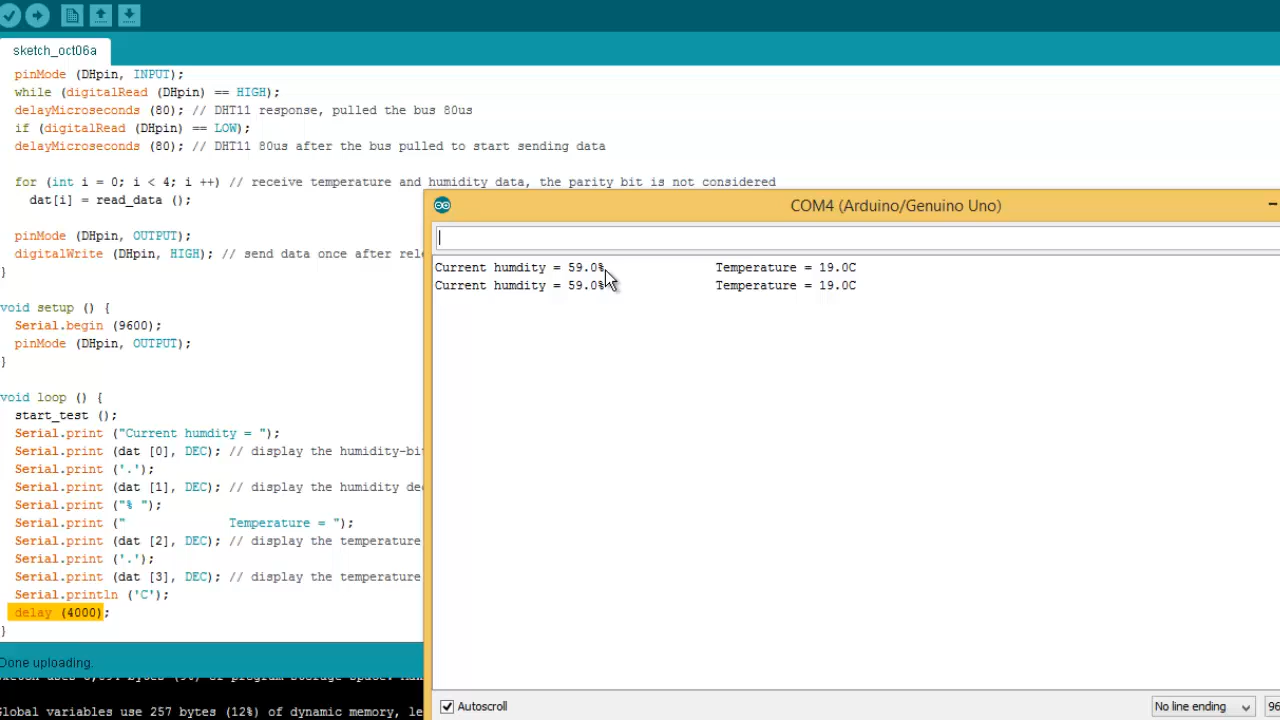 sketch_oct06a
pinMode (DHpin, INPUT);
while (digitalRead (DHpin) == HIGH);
delayMicroseconds (80); // DHT11 response, pulled the bus 80us
if (digitalRead (DHpin) == LOW);
delayMicroseconds (80); // DHT11 80us after the bus pulled to start sending data
for (int i = 0; i < 4; i ++) // receive temperature and humidity data, the parity bit is not considered
dat[i] = read_data ();
pinMode (DHpin, OUTPUT);
digitalWrite (DHpin, HIGH); // send data once after
}
void setup () {
Serial.begin (9600);
pinMode (DHpin, OUTPUT);
}
void loop () {
start_test ();
Serial.print ("Current humdity = ");
Serial.print (dat [0], DEC); // display the humidity-
Serial.print ('.');
Serial.print (dat [1], DEC); // display the humidity
Serial.print ("% ");
Serial.print (" Temperature = ");
Serial.print (dat [2], DEC); // display the temperature
Serial.print ('.');
Serial.print (dat [3], DEC); // display the temperature
Serial.println ('C');
delay (4000);
}
Done uploading.
bytes of program storage space.
Global variables use 257 bytes (12%) of dynamic memory,
COM4 (Arduino/Genuino Uno)
Current humdity = 59.0% Temperature = 19.0C
Current humdity = 59.0% Temperature = 19.0C
Autoscroll
No line ending
96